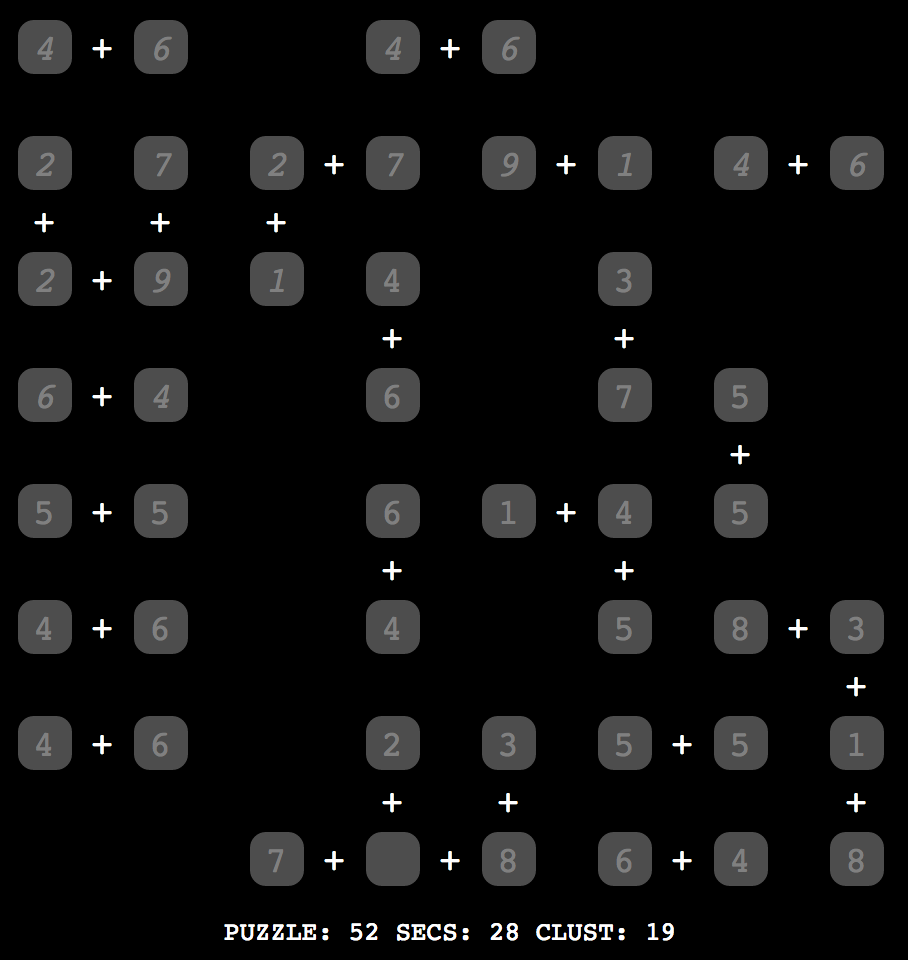 4 + 6 4 + 6
2 7 2 + 7 9 + 1 4 + 6
+ + +
2 + 9 1 4 3
+ +
6 + 4 6 7 5
+
5 + 5 6 1 + 4 5
+ +
4 + 6 4 5 8 + 3
+
4 + 6 2 3 5 + 5 1
+ + +
7 + + 8 6 + 4 8
PUZZLE: 52 SECS: 28 CLUST: 19